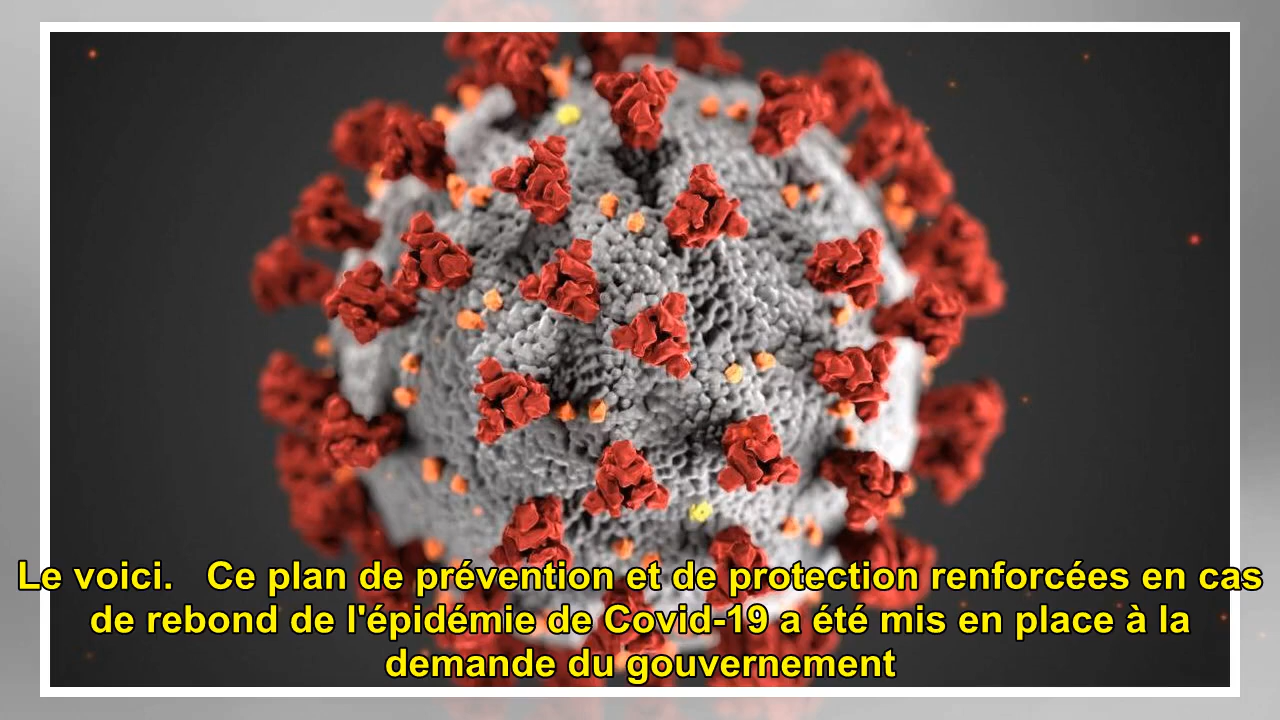 Le voici.   Ce plan de prévention et de protection renforcées en cas
de rebond de l'épidémie de Covid-19 a été mis en place à la
demande du gouvernement